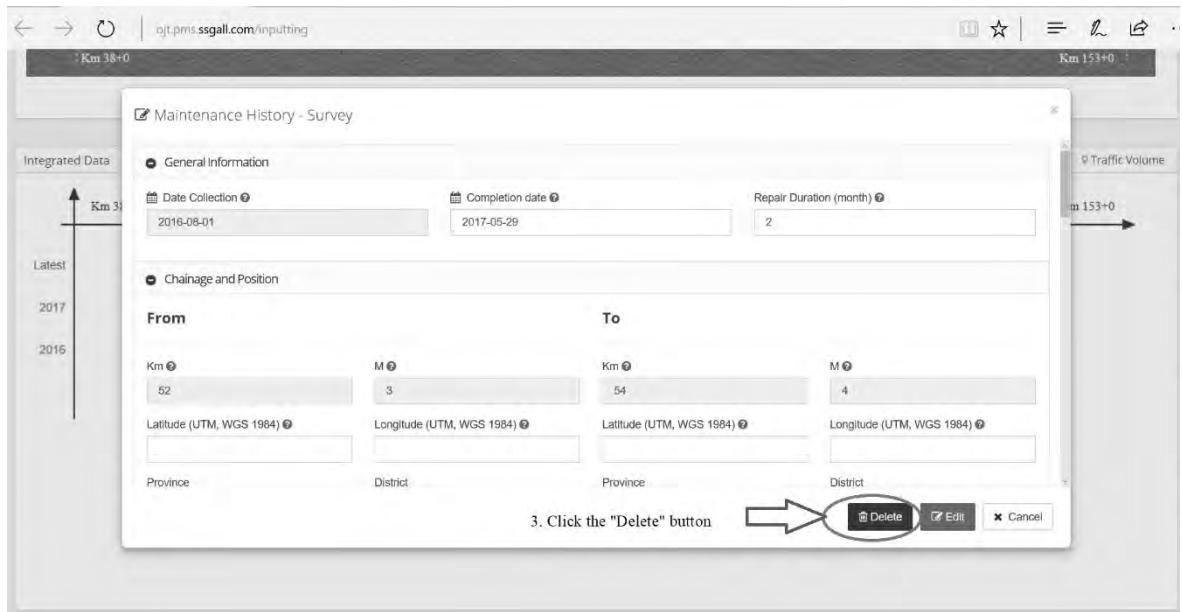 ojt.pms.ssgall.com/inputting
Km 38+0 Km 153+0
Maintenance History - Survey
Integrated Data
Traffic Volume
General Information
Date Collection Completion date Repair Duration (month)
2016-08-01 2017-05-29 2
Km 153+0
Chainage and Position
Latest
2017
2016
From To
Km M Km M
52 3 54 4
Latitude (UTM, WGS 1984) Longitude (UTM, WGS 1984) Latitude (UTM, WGS 1984) Longitude (UTM, WGS 1984)
Province District Province District
3. Click the "Delete" button
Delete Edit Cancel